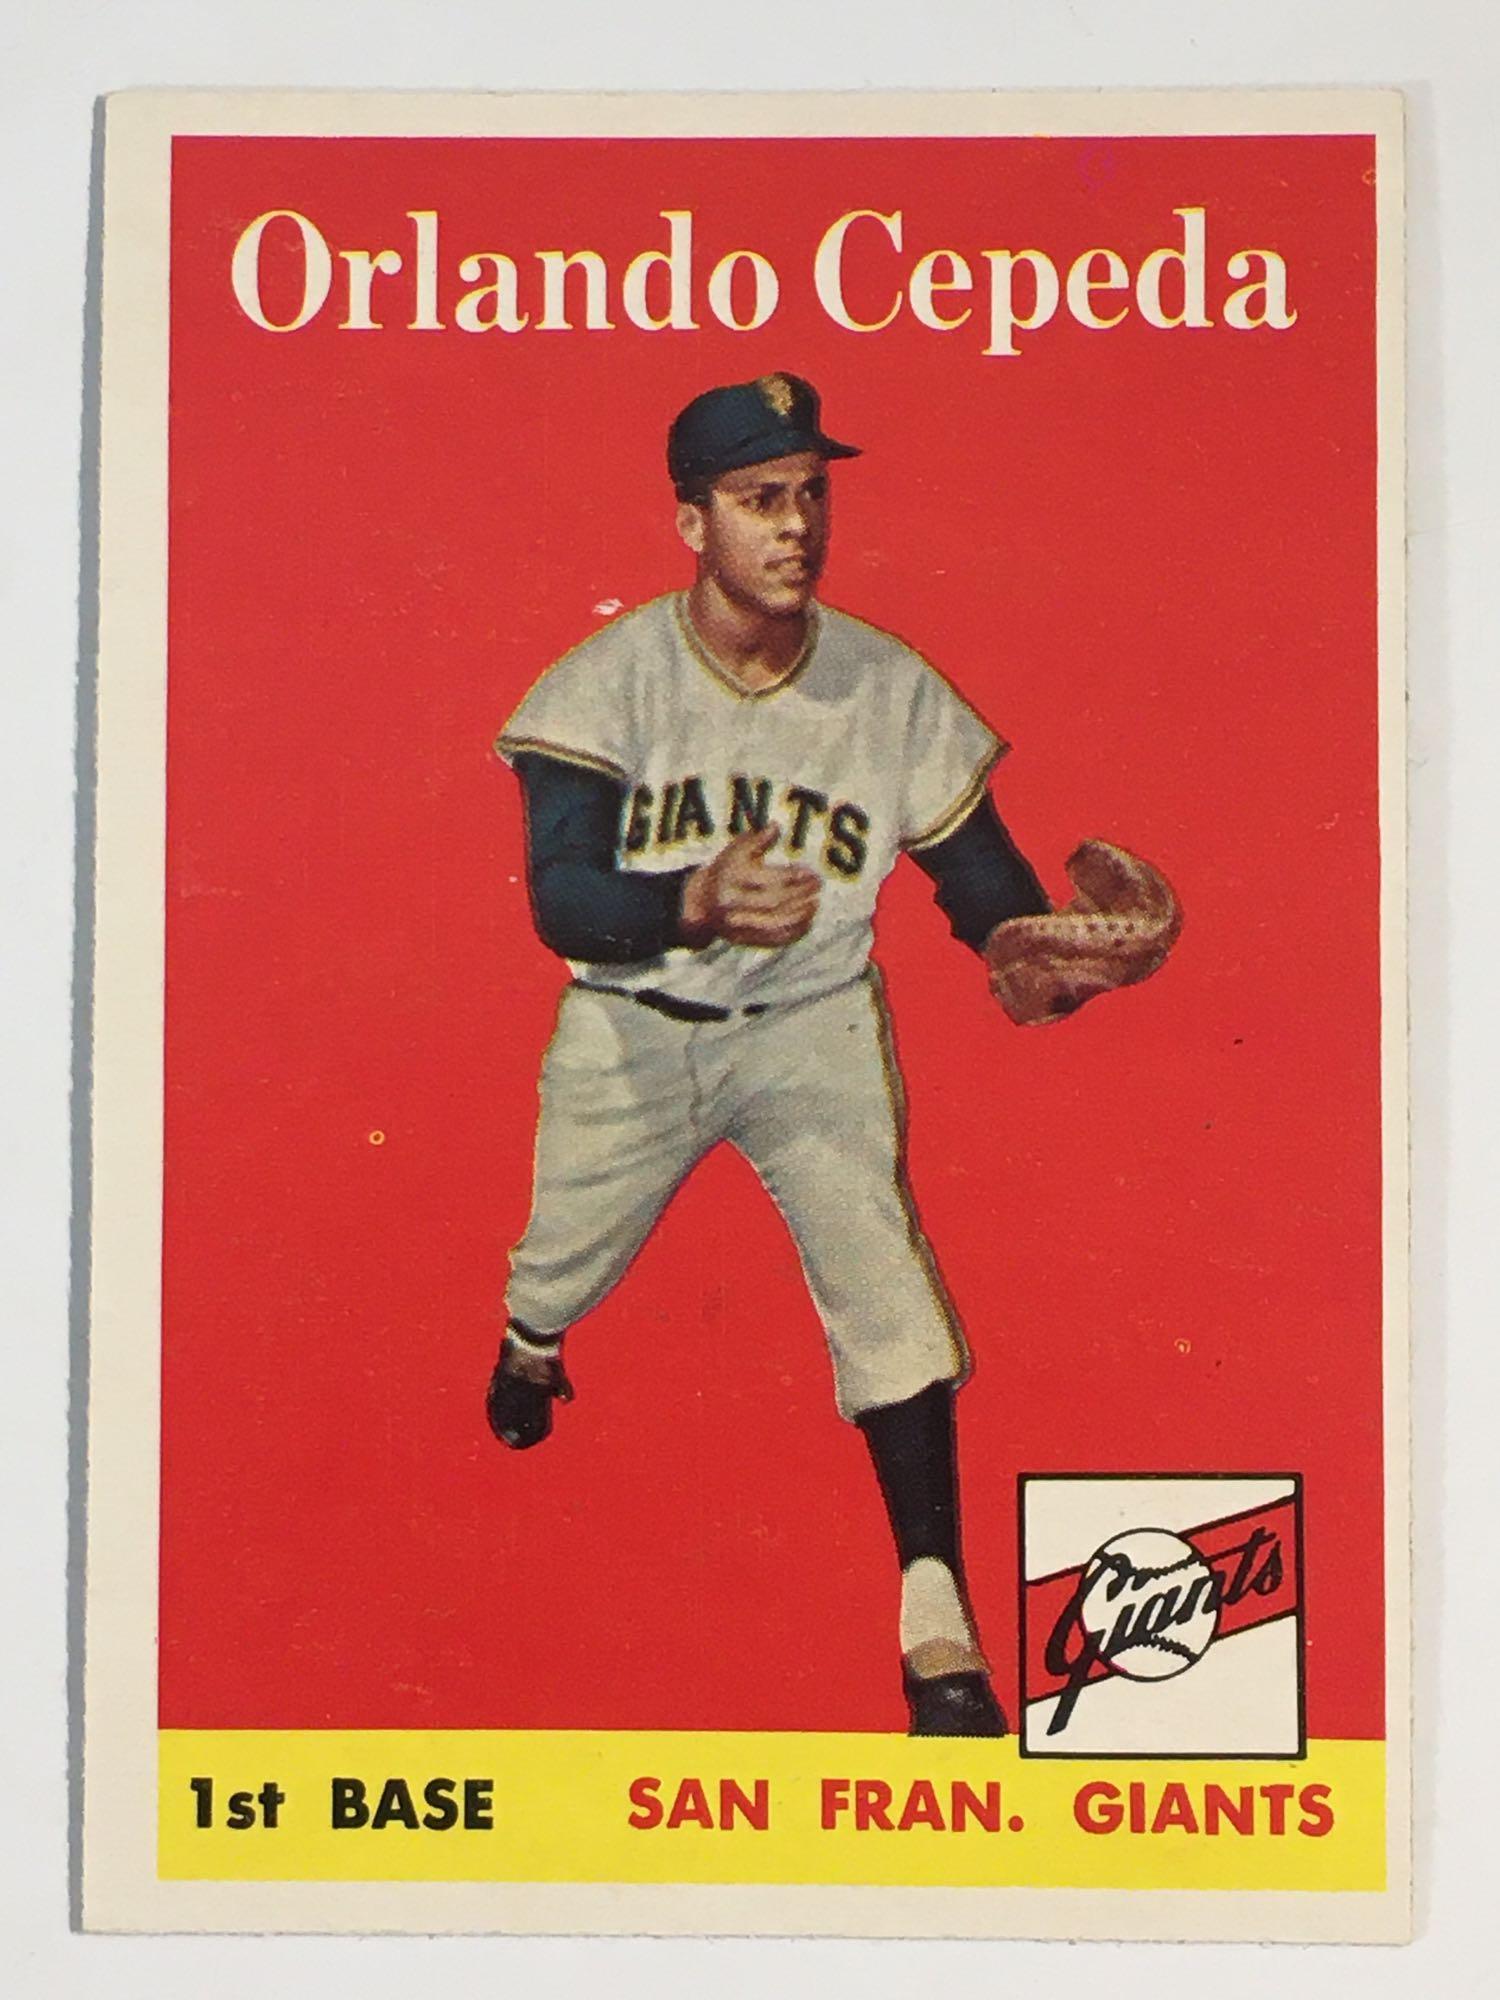 Orlando Cepeda
GIANTS
Giants
1st BASE SAN FRAN. GIANTS